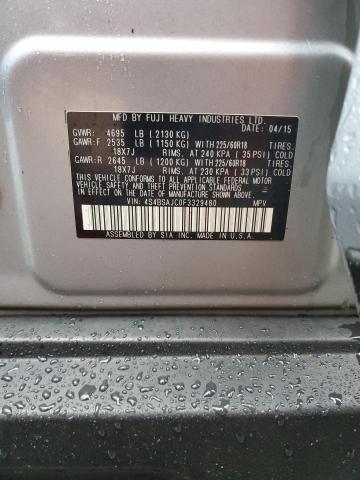 MFD BY FUJI HEAVY INDUSTRIES LTD.
DATE: 04/15
GVWR: 4695 LB (2130 KG)
GAWR:F 2535 LB (1150 KG) WITH 225/60R18 TIRES.
18X7J RIMS, AT 240 KPA (35 PSI) COLD
GAWR:R 2645 LB (1200 KG) WITH 225/60R18 TIRES.
18X7J RIMS, AT 230 KPA (33 PSI) COLD
THIS VEHICLE CONFORMS TO ALL APPLICABLE FEDERAL MOTOR
VEHICLE SAFETY STANDARDS
IN EFFECT ON THE DATE OF MANUFACTURE SHOWN ABOVE.
VIN: 4S4BSAJC0F3329480 MPV
ASSEMBLED BY SIA INC. IN U.S.A.